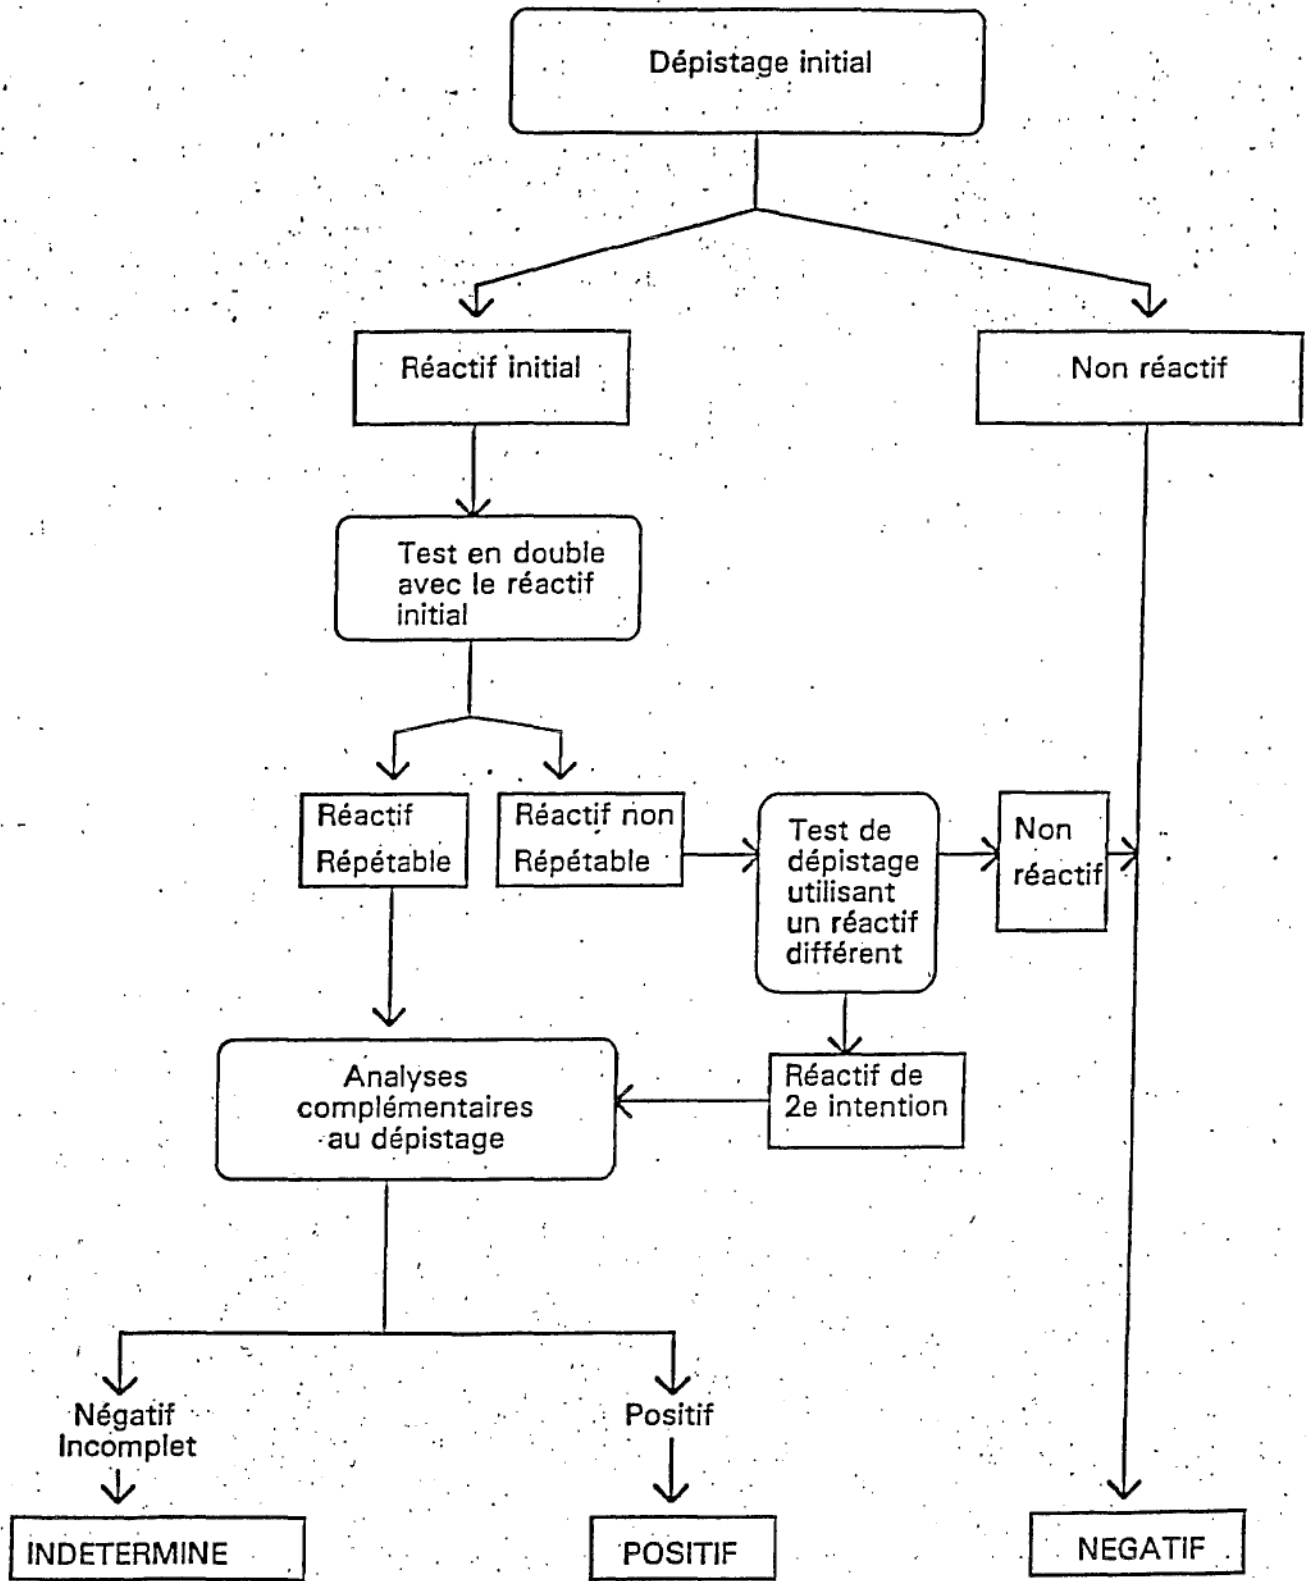 Dépistage initial
Réactif initial
Non réactif
Test en double
avec le réactif
initial
Réactif
Répétable
Réactif non
Répétable
Test de
dépistage
utilisant
un réactif
différent
Non
réactif
Analyses
complémentaires
au dépistage
Réactif de
2e intention
Négatif
Incomplet
Positif
INDETERMINE
POSITIF
NEGATIF